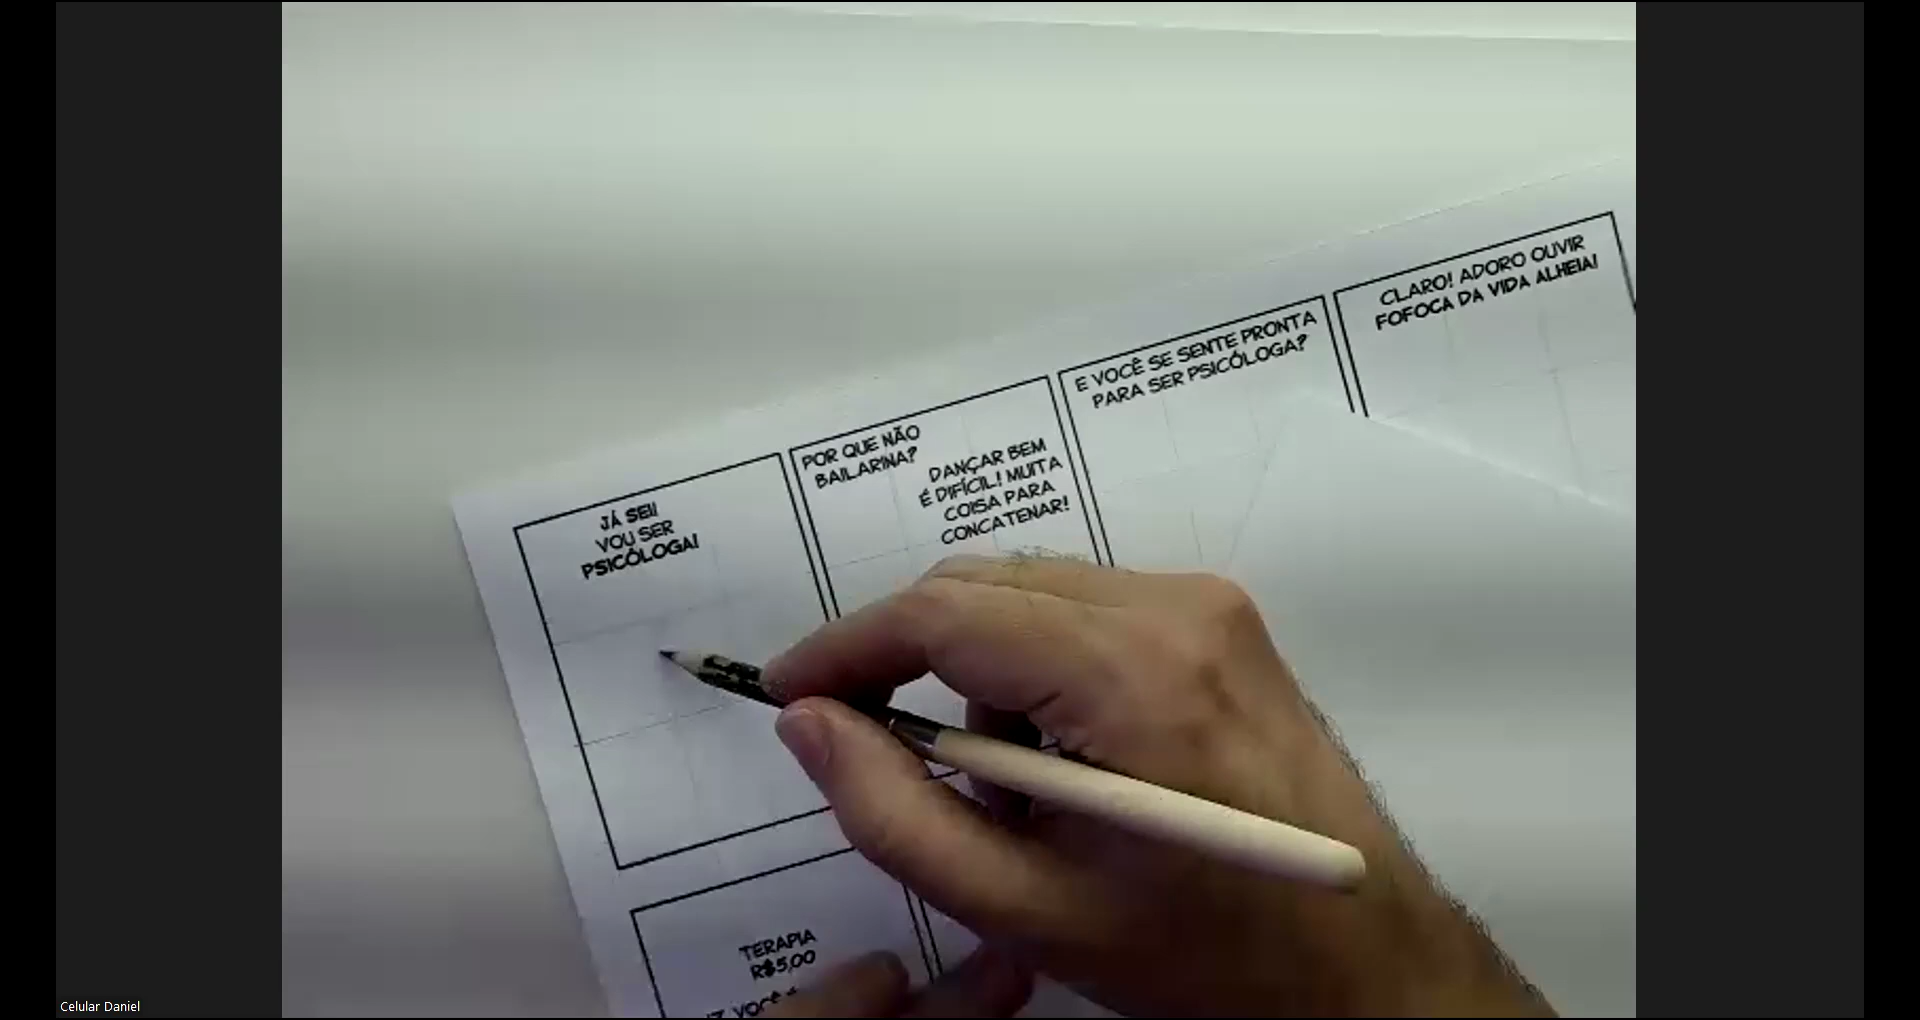 JÁ SEI!
VOU SER
PSICÓLOGA!
POR QUE NÃO
BAILARINA?
DANÇAR BEM
É DIFÍCIL! MUITA
COISA PARA
CONCATENAR!
E VOCÊ SE SENTE PRONTA
PARA SER PSICÓLOGA?
CLARO! ADORO OUVIR
FOFOCA DA VIDA ALHEIA!
TERAPIA
R$5,00
VOCÊ
Celular Daniel